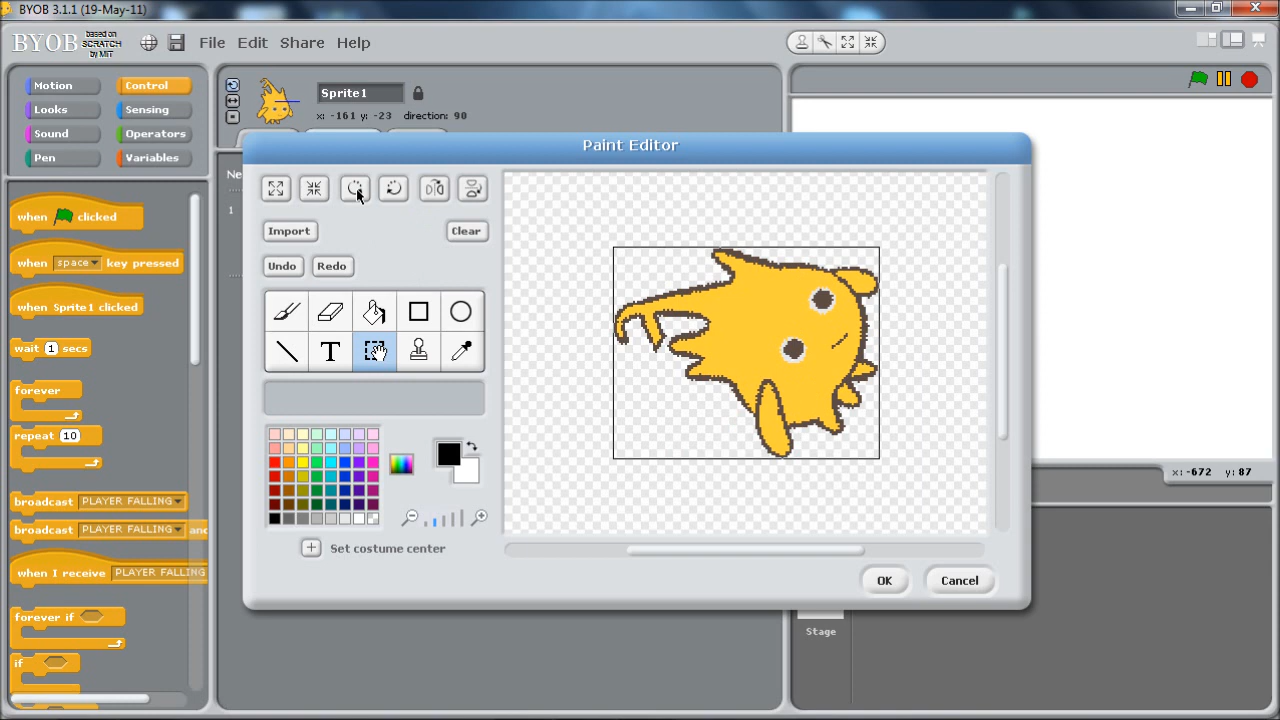 BYOB 3.1.1 (19-May-11)
BYOB based on SCRATCH by MIT
File Edit Share Help
Motion Control
Looks Sensing
Sound Operators
Pen Variables
Sprite1
x: -161 y: -23 direction: 90
Paint Editor
Ne
1
Import Clear
Undo Redo
T
Set costume center
OK Cancel
when clicked
when space key pressed
when Sprite1 clicked
wait 1 secs
forever
repeat 10
broadcast PLAYER FALLING
broadcast PLAYER FALLING and
when I receive PLAYER FALLING
forever if
if
x: -672 y: 87
Stage